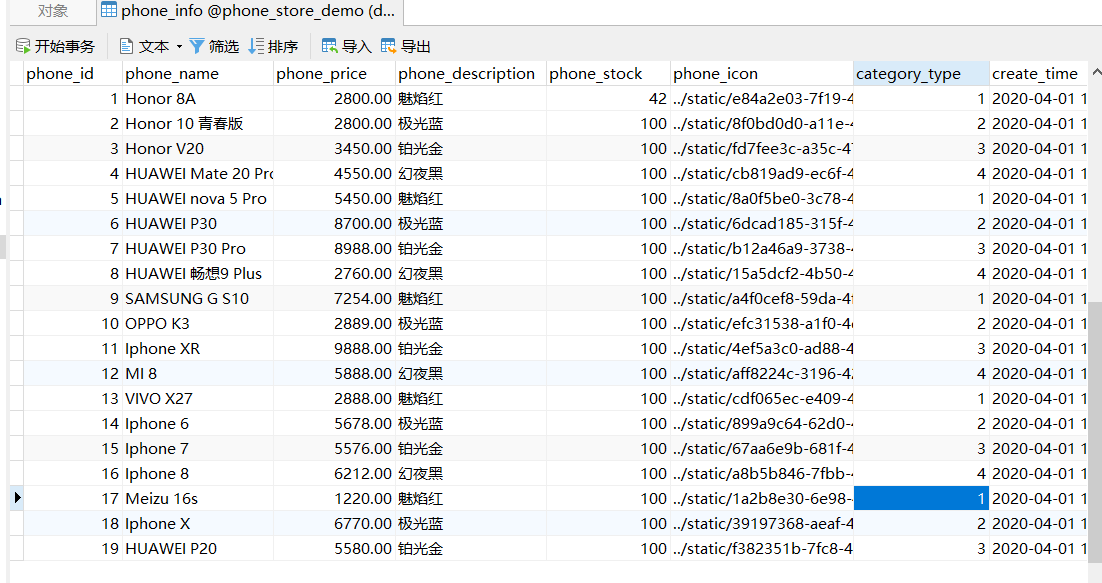 对象 phone_info @phone_store_demo (d...
开始事务 文本 筛选 排序 导入 导出
phone_id phone_name phone_price phone_description phone_stock phone_icon category_type create_time
1 Honor 8A 2800.00 魅焰红 42 ../static/e84a2e03-7f19-4 1 2020-04-01 1
2 Honor 10 青春版 2800.00 极光蓝 100 ../static/8f0bd0d0-a11e-4 2 2020-04-01 1
3 Honor V20 3450.00 铂光金 100 ../static/fd7fee3c-a35c-47 3 2020-04-01 1
4 HUAWEI Mate 20 Pro 4550.00 幻夜黑 100 ../static/cb819ad9-ec6f-4 4 2020-04-01 1
5 HUAWEI nova 5 Pro 5450.00 魅焰红 100 ../static/8a0f5be0-3c78-4 1 2020-04-01 1
6 HUAWEI P30 8700.00 极光蓝 100 ../static/6dcad185-315f-4 2 2020-04-01 1
7 HUAWEI P30 Pro 8988.00 铂光金 100 ../static/b12a46a9-3738-4 3 2020-04-01 1
8 HUAWEI 畅想9 Plus 2760.00 幻夜黑 100 ../static/15a5dcf2-4b50-4 4 2020-04-01 1
9 SAMSUNG G S10 7254.00 魅焰红 100 ../static/a4f0cef8-59da-4f 1 2020-04-01 1
10 OPPO K3 2889.00 极光蓝 100 ../static/efc31538-a1f0-4 2 2020-04-01 1
11 Iphone XR 9888.00 铂光金 100 ../static/4ef5a3c0-ad88-4 3 2020-04-01 1
12 MI 8 5888.00 幻夜黑 100 ../static/aff8224c-3196-42 4 2020-04-01 1
13 VIVO X27 2888.00 魅焰红 100 ../static/cdf065ec-e409-4 1 2020-04-01 1
14 Iphone 6 5678.00 极光蓝 100 ../static/899a9c64-62d0- 2 2020-04-01 1
15 Iphone 7 5576.00 铂光金 100 ../static/67aa6e9b-681f-4 3 2020-04-01 1
16 Iphone 8 6212.00 幻夜黑 100 ../static/a8b5b846-7fbb- 4 2020-04-01 1
17 Meizu 16s 1220.00 魅焰红 100 ../static/1a2b8e30-6e98- 1 2020-04-01 1
18 Iphone X 6770.00 极光蓝 100 ../static/39197368-aeaf-4 2 2020-04-01 1
19 HUAWEI P20 5580.00 铂光金 100 ../static/f382351b-7fc8-4 3 2020-04-01 1